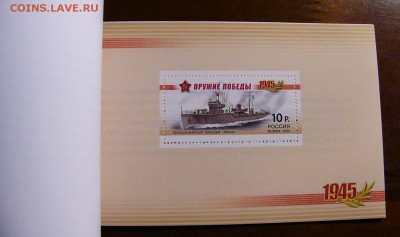 COINS.LAVE.RU
ОРУЖИЕ ПОБЕДЫ
1945
10 Р.
РОССИЯ
1945